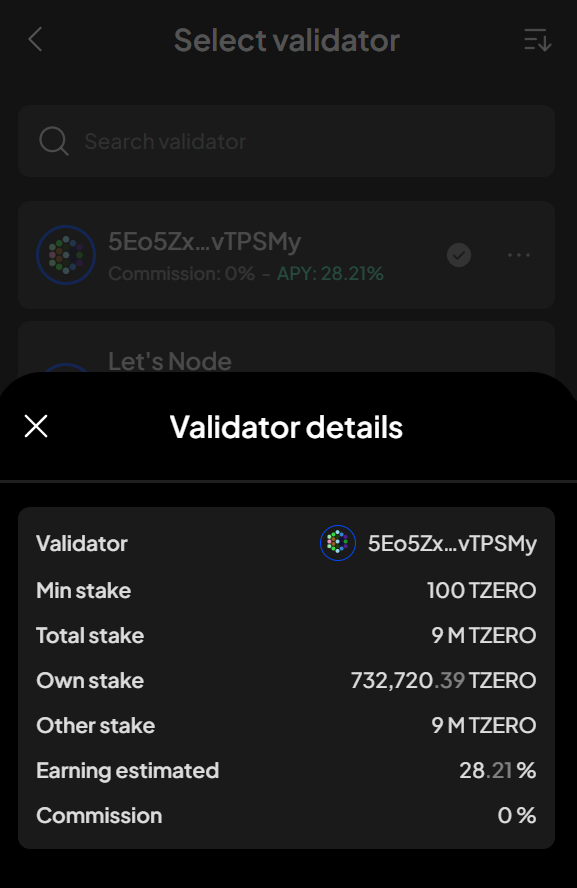 Select validator
Search validator
5Eo5Zx...vTPSMy
Commission: 0% - APY: 28.21%
Let's Node
Validator details
Validator 5Eo5Zx...vTPSMy
Min stake 100 TZERO
Total stake 9 M TZERO
Own stake 732,720.39 TZERO
Other stake 9 M TZERO
Earning estimated 28.21 %
Commission 0 %